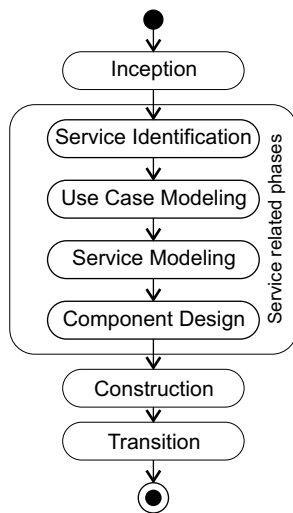 Inception
Service Identification
Use Case Modeling
Service Modeling
Component Design
Service related phases
Construction
Transition